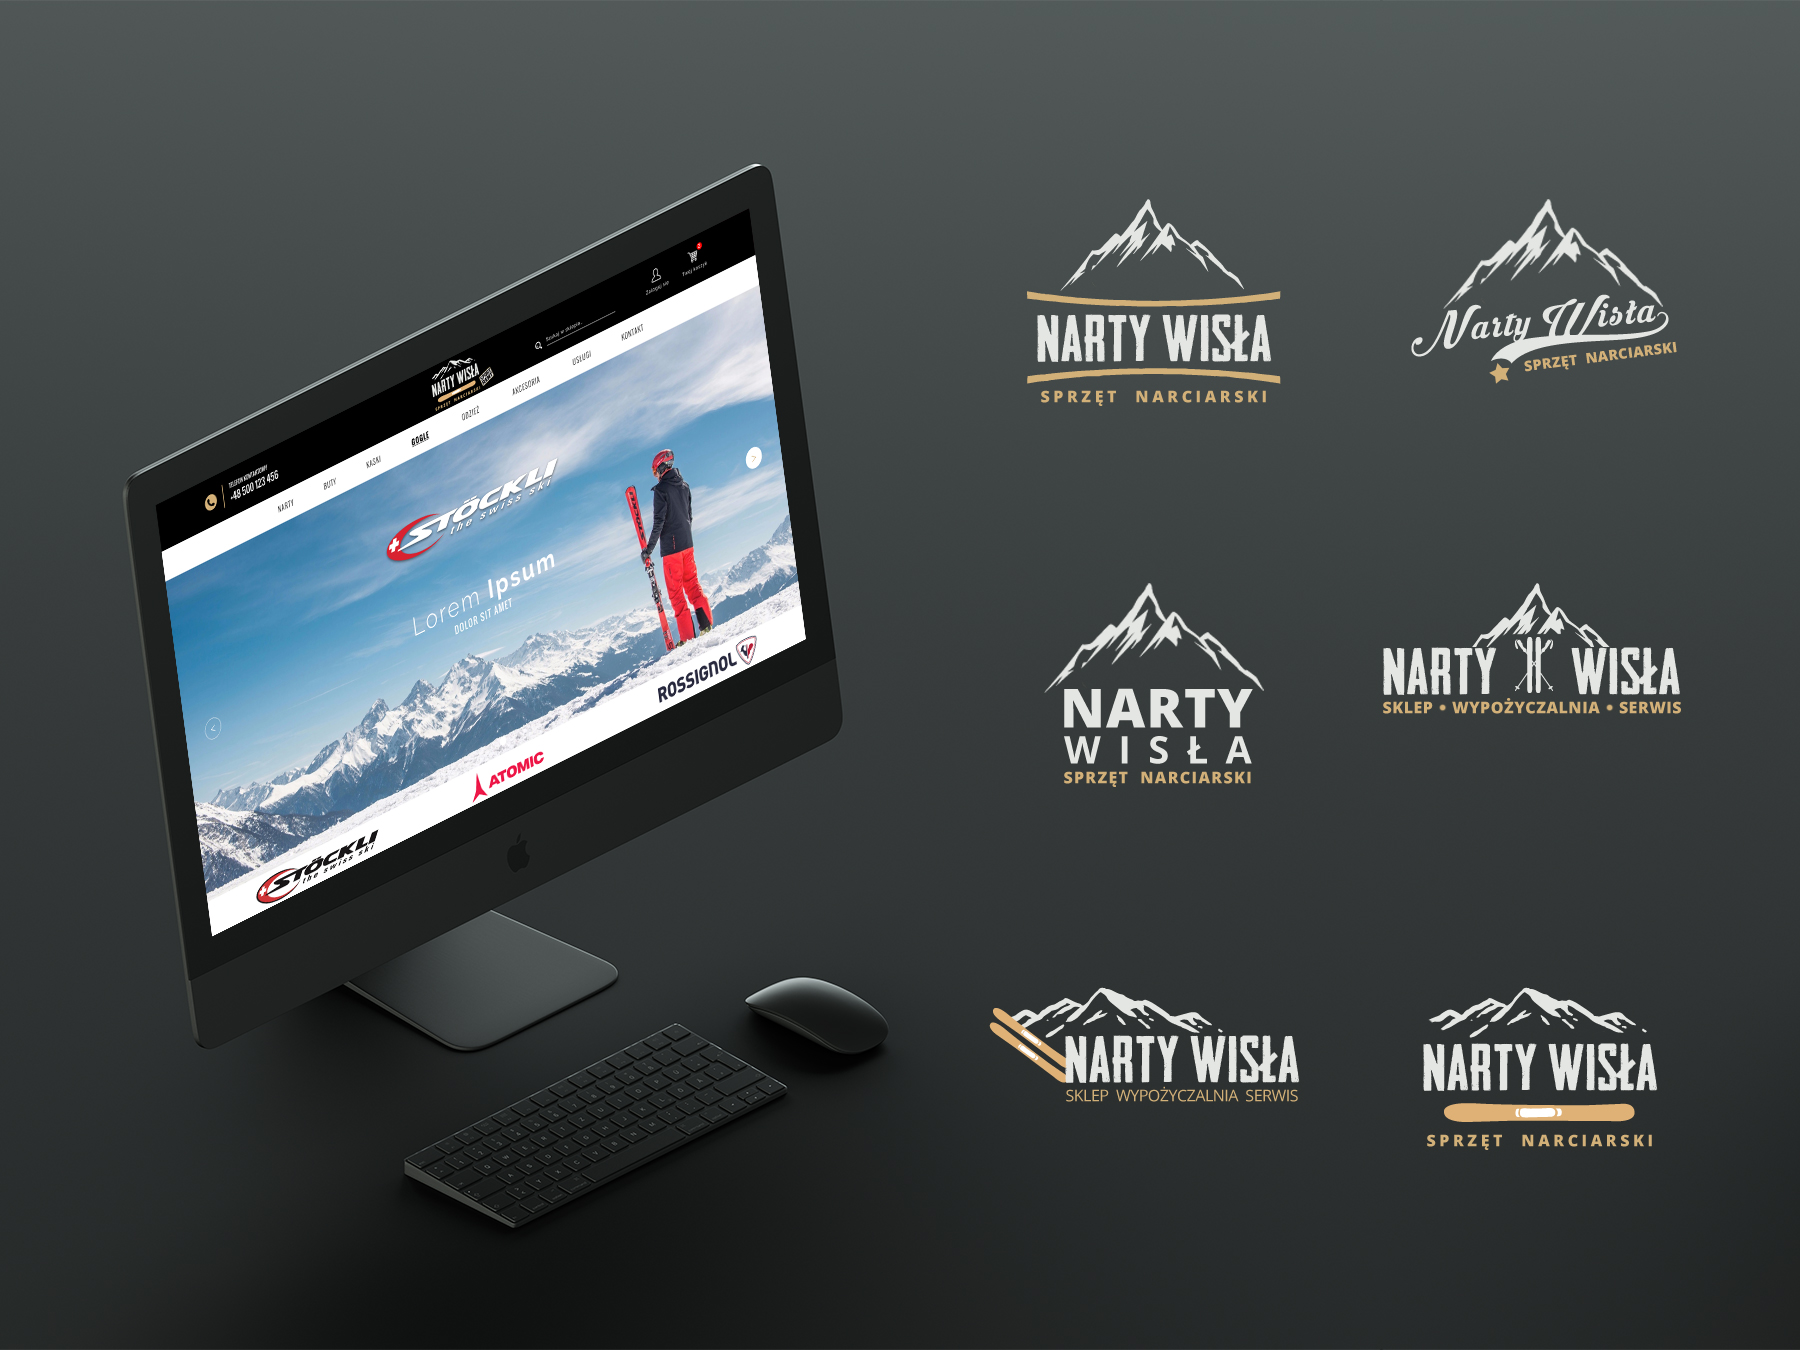 Zaloguj się
Twój koszyk
2
Szukaj w sklepie.
NARTY WISŁA
SPRZĘT NARCIARSKI
TELEFON KONTAKTOWY
+48 500 123 456
NARTY
BUTY
KASKI
GOGLE
ODZIEŻ
AKCESORIA
USŁUGI
KONTAKT
STÖCKLI
the swiss ski
Lorem Ipsum
DOLOR SIT AMET
STÖCKLI
the swiss ski
ATOMIC
ROSSIGNOL
NARTY WISŁA
SPRZĘT NARCIARSKI
Narty Wisła
SPRZĘT NARCIARSKI
NARTY
WISŁA
SPRZĘT NARCIARSKI
NARTY WISŁA
SKLEP • WYPOŻYCZALNIA • SERWIS
NARTY WISŁA
SKLEP WYPOŻYCZALNIA SERWIS
NARTY WISŁA
SPRZĘT NARCIARSKI